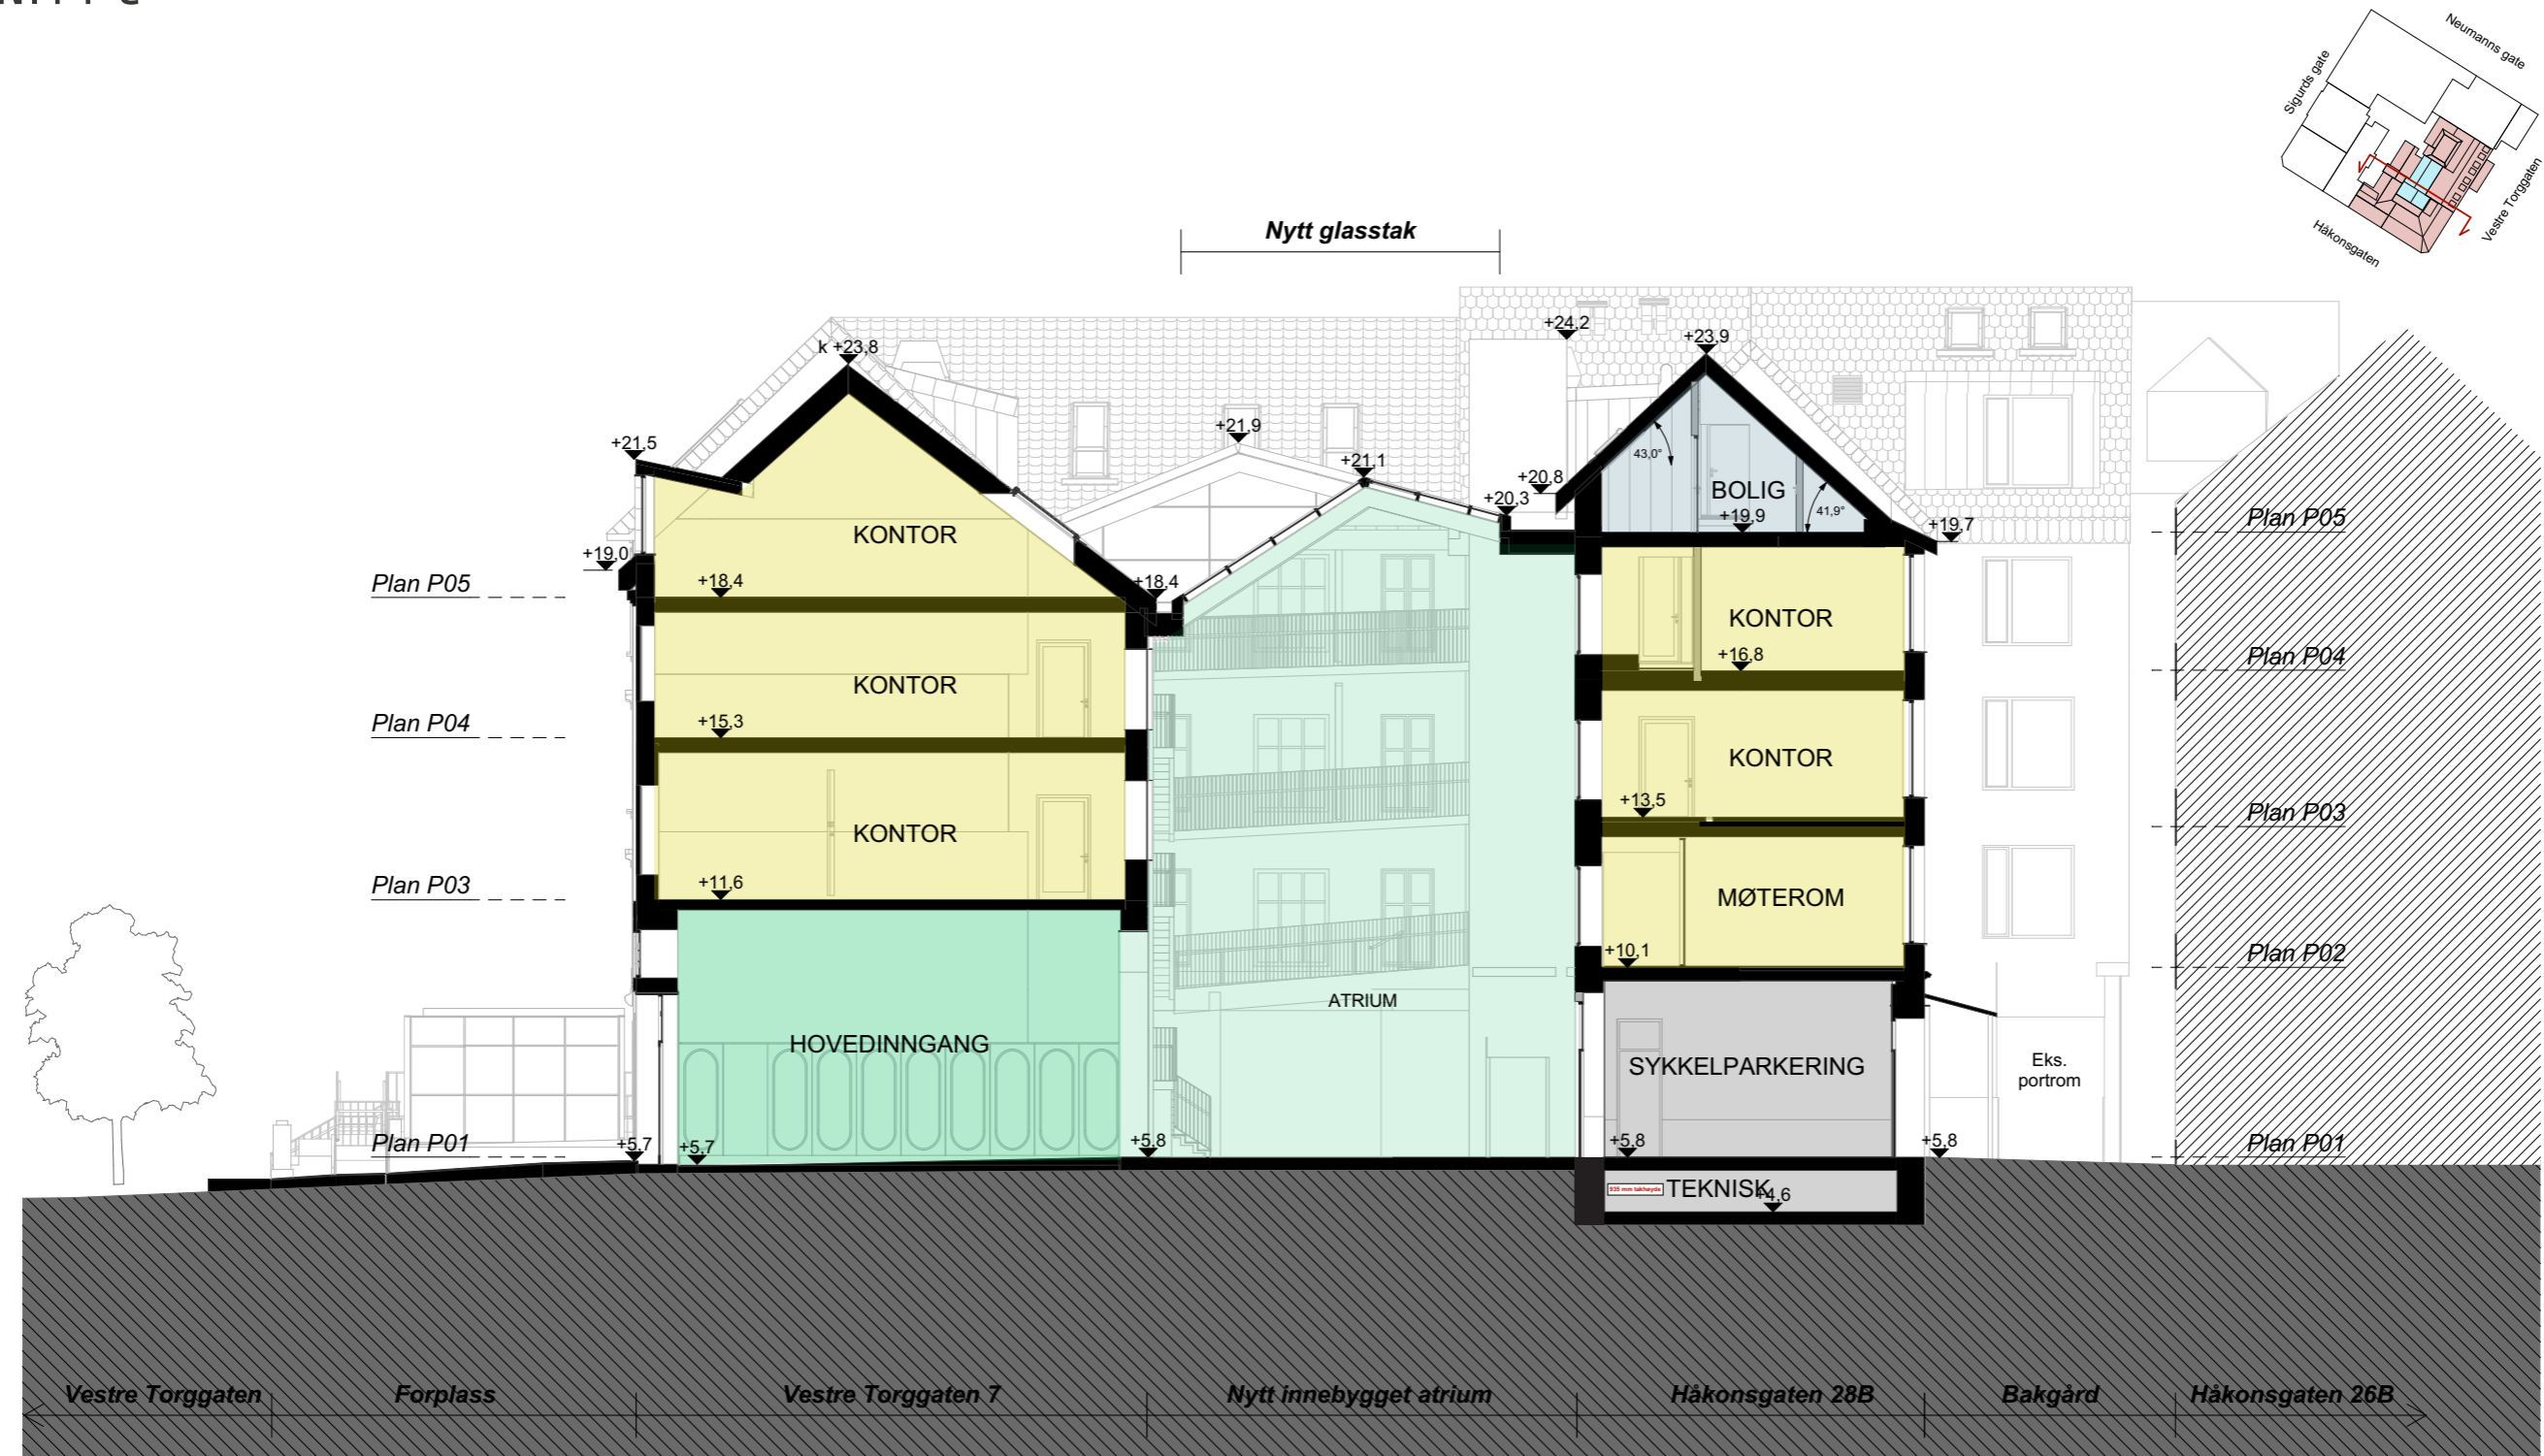 Neumanns gate
Sigurds gate
Vestre Torggaten
Håkonsgaten
Nytt glasstak
+24,2
k +23,8
+23,9
+21,9
+21,5
+21,1
+20,8
+20,3
43,0°
BOLIG
41,9°
+19,9
+19,7
Plan P05
KONTOR
+19,0
Plan P05
+18,4
+18,4
KONTOR
Plan P04
+16,8
KONTOR
Plan P04
+15,3
KONTOR
Plan P03
+13,5
KONTOR
Plan P03
+11,6
MØTEROM
Plan P02
+10,1
ATRIUM
HOVEDINNGANG
SYKKELPARKERING
Eks.
portrom
Plan P01
+5,7
+5,7
+5,8
+5,8
+5,8
Plan P01
TEKNISK
+4,6
Vestre Torggaten
Forplass
Vestre Torggaten 7
Nytt innebygget atrium
Håkonsgaten 28B
Bakgård
Håkonsgaten 26B